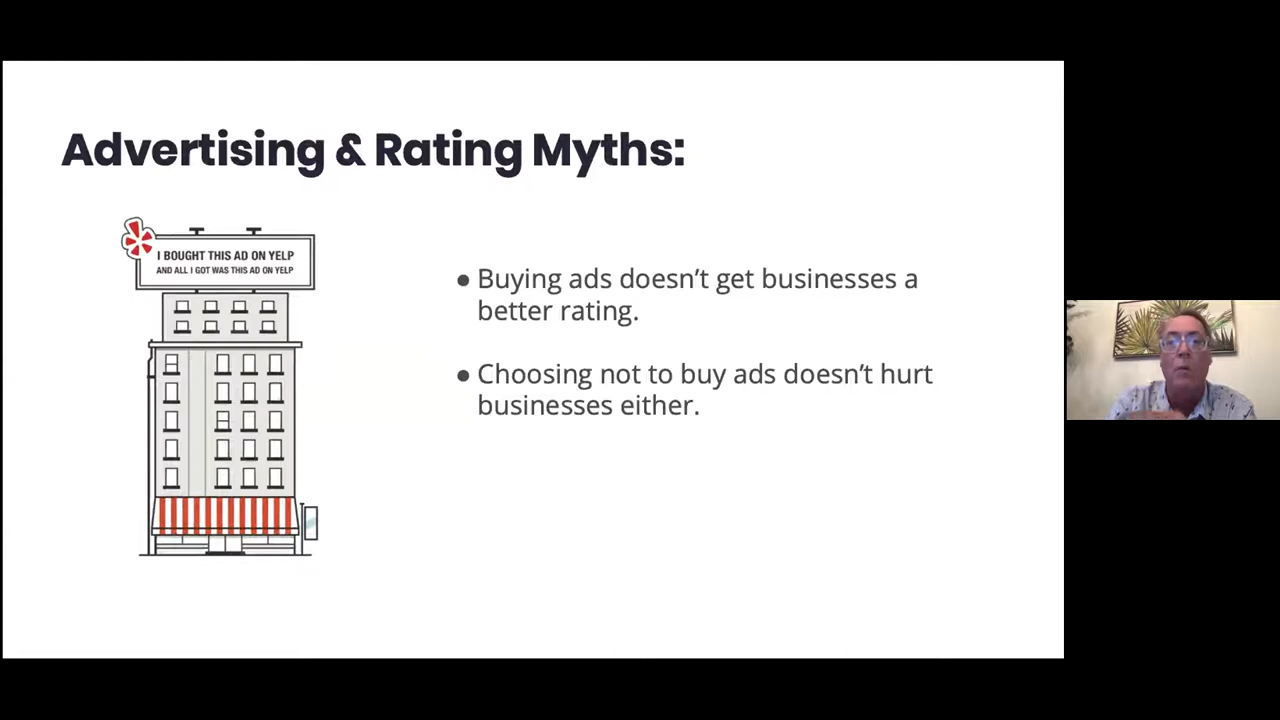 Advertising & Rating Myths:
I BOUGHT THIS AD ON YELP
AND ALL I GOT WAS THIS AD ON YELP
● Buying ads doesn’t get businesses a
better rating.
● Choosing not to buy ads doesn’t hurt
businesses either.